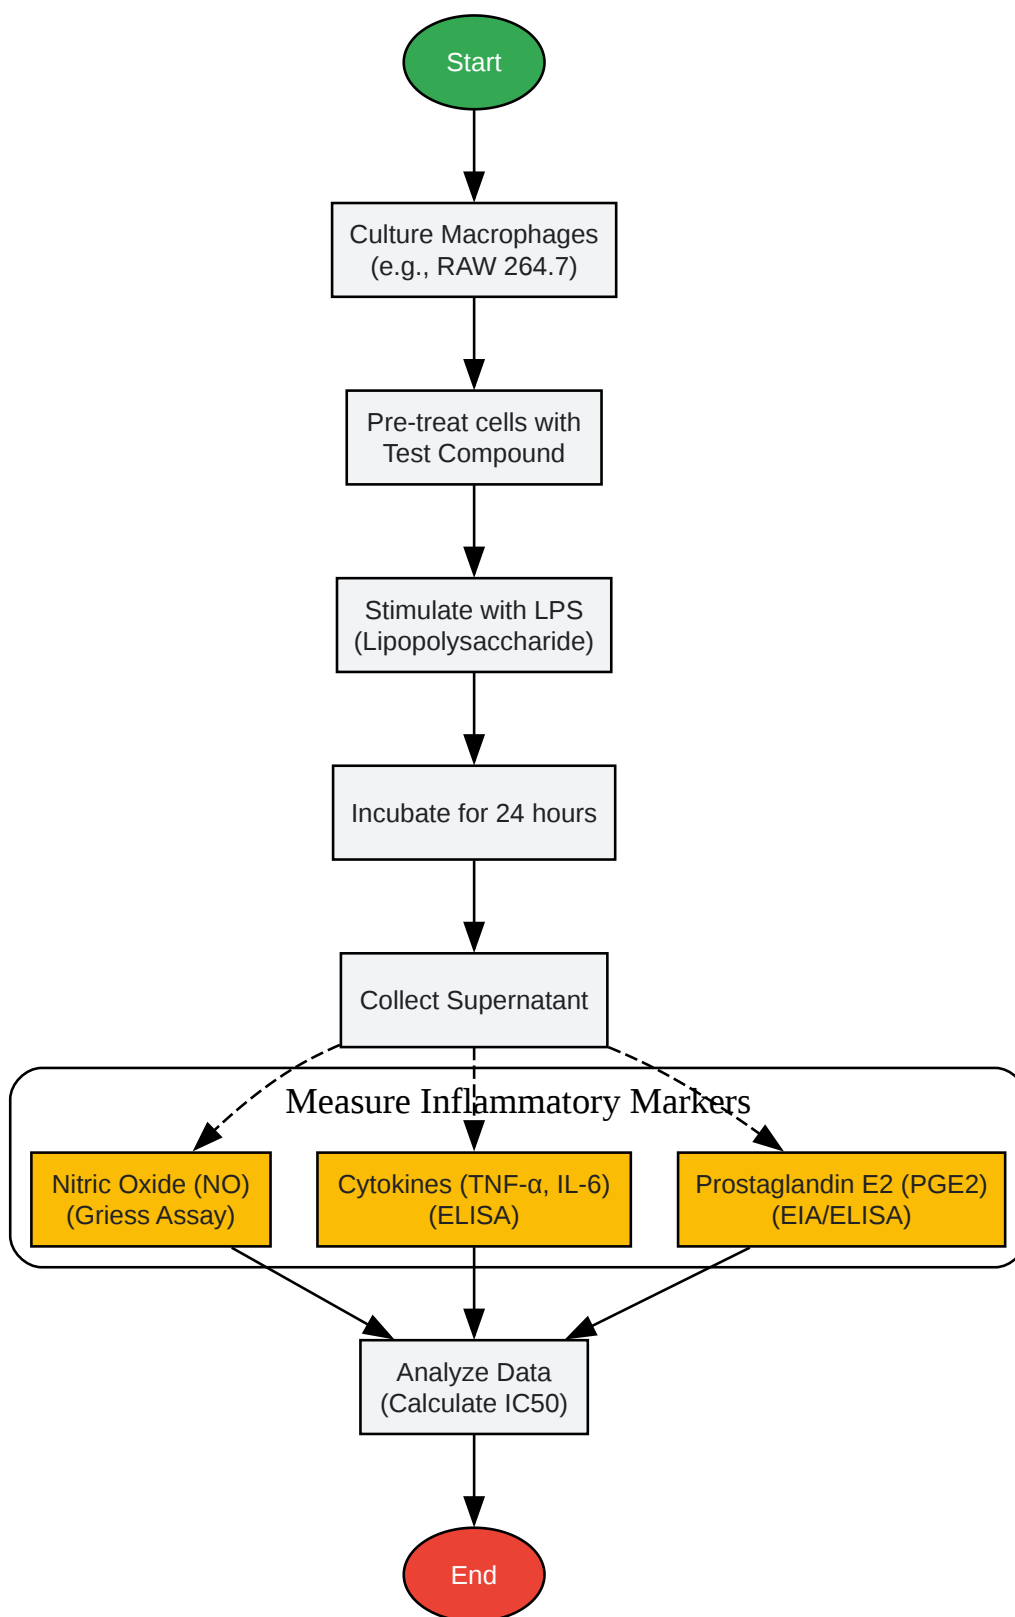 Start
Culture Macrophages
(e.g., RAW 264.7)
Pre-treat cells with
Test Compound
Stimulate with LPS
(Lipopolysaccharide)
Incubate for 24 hours
Collect Supernatant
Measure Inflammatory Markers
Nitric Oxide (NO)
(Griess Assay)
Cytokines (TNF-α, IL-6)
(ELISA)
Prostaglandin E2 (PGE2)
(EIA/ELISA)
Analyze Data
(Calculate IC50)
End